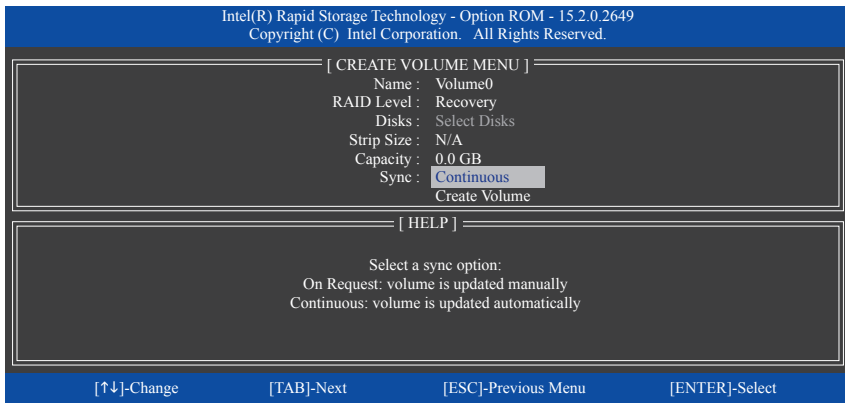 Intel(R) Rapid Storage Technology - Option ROM - 15.2.0.2649
Copyright (C) Intel Corporation. All Rights Reserved.
[ CREATE VOLUME MENU ]
Name : Volume0
RAID Level : Recovery
Disks : Select Disks
Strip Size : N/A
Capacity : 0.0 GB
Sync : Continuous
Create Volume
[ HELP ]
Select a sync option:
On Request: volume is updated manually
Continuous: volume is updated automatically
[↑↓]-Change [TAB]-Next [ESC]-Previous Menu [ENTER]-Select